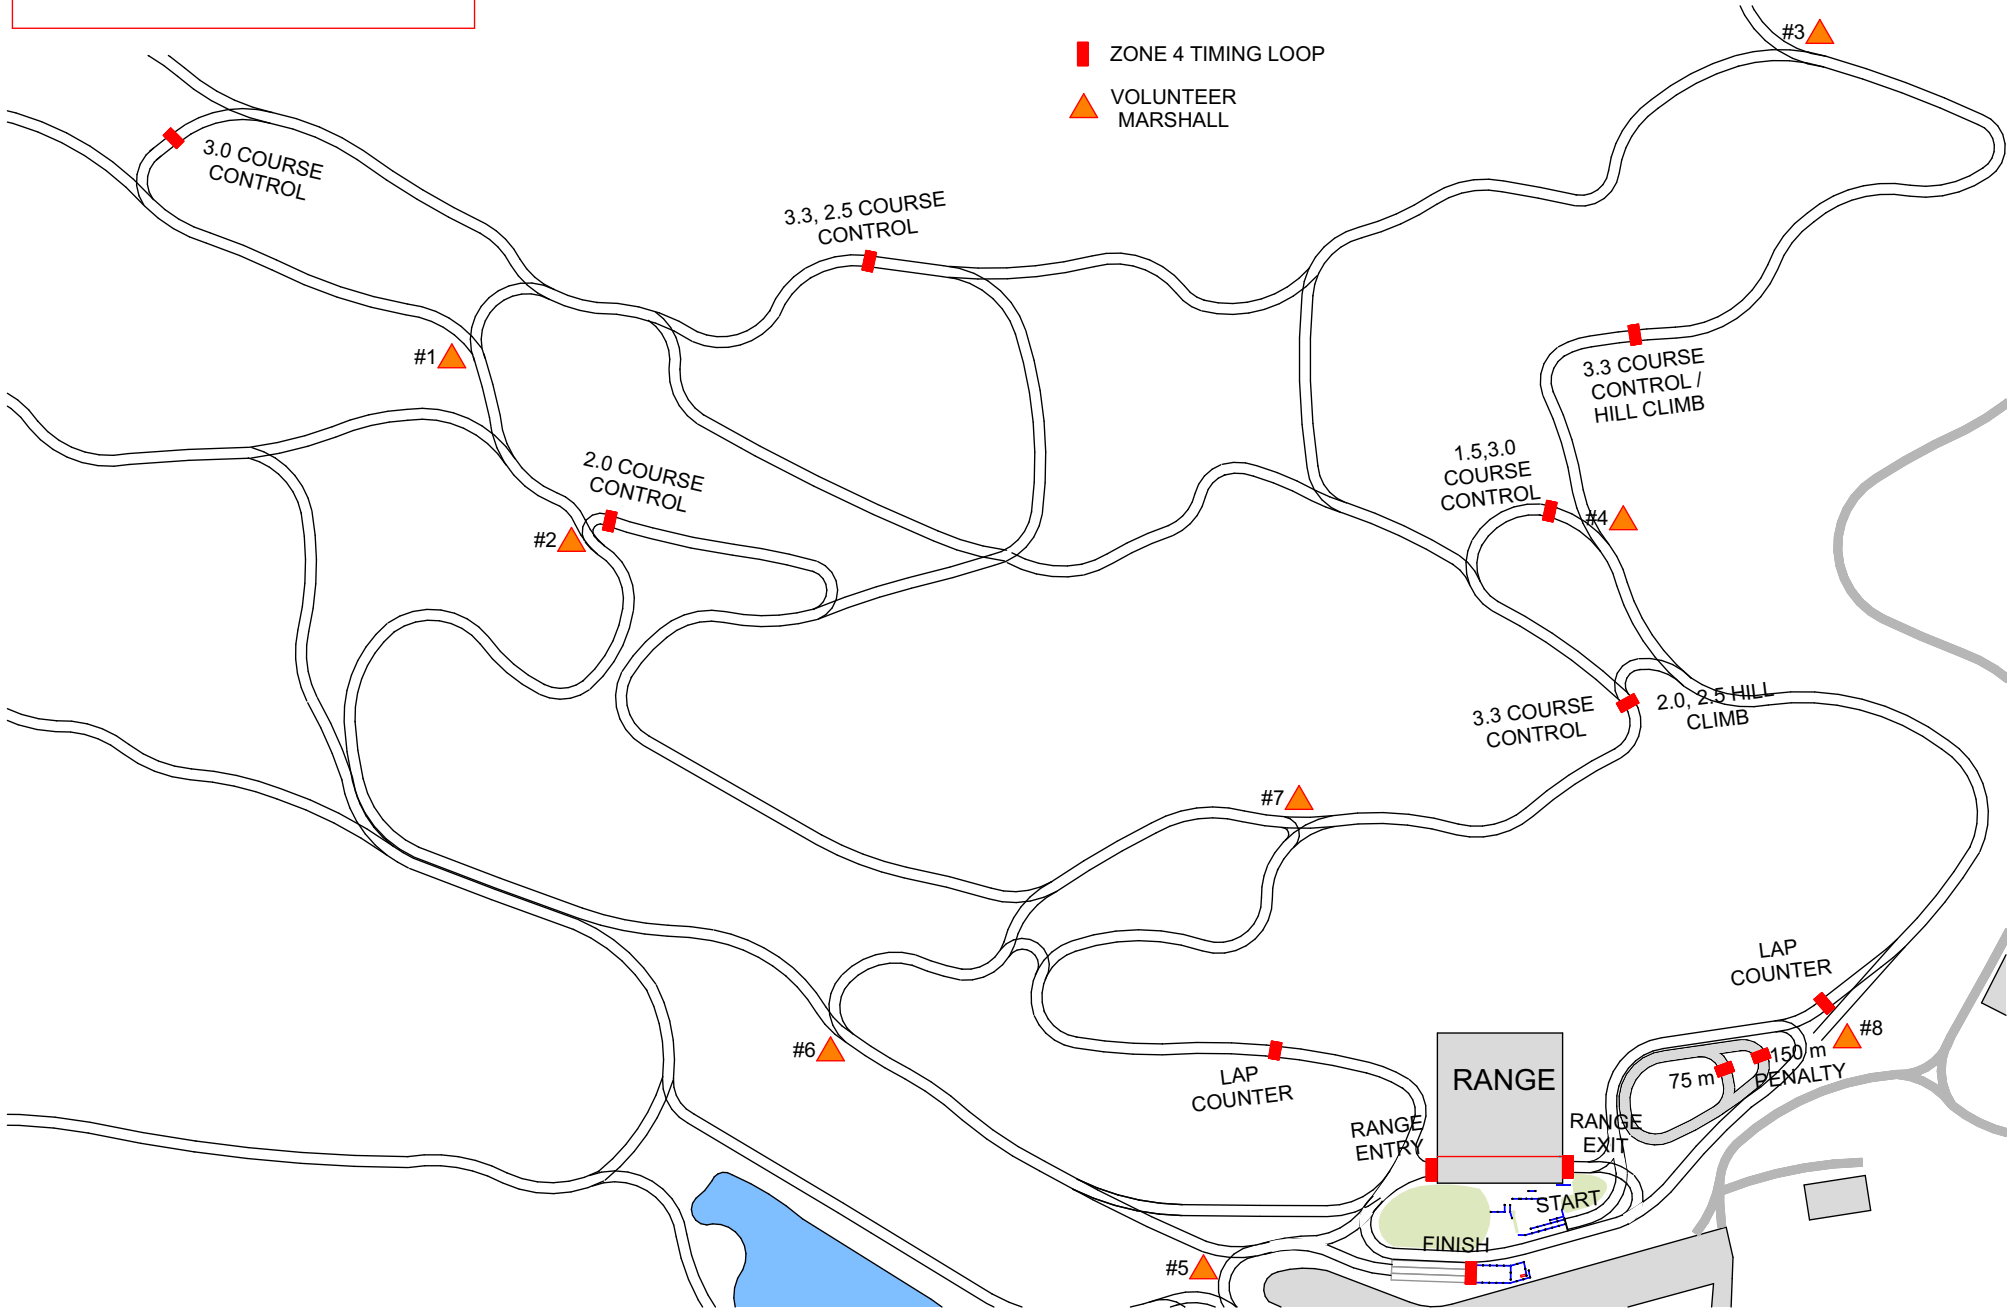 #3
ZONE 4 TIMING LOOP
VOLUNTEER
MARSHALL
3.0 COURSE
CONTROL
3.3, 2.5 COURSE
CONTROL
#1
3.3 COURSE
CONTROL /
HILL CLIMB
1.5,3.0
COURSE
CONTROL
2.0 COURSE
CONTROL
#4
#2
2.0, 2.5 HILL
CLIMB
3.3 COURSE
CONTROL
#7
LAP
COUNTER
#8
#6
150 m
PENALTY
75 m
RANGE
LAP
COUNTER
RANGE
ENTRY
RANGE
EXIT
START
FINISH
#5